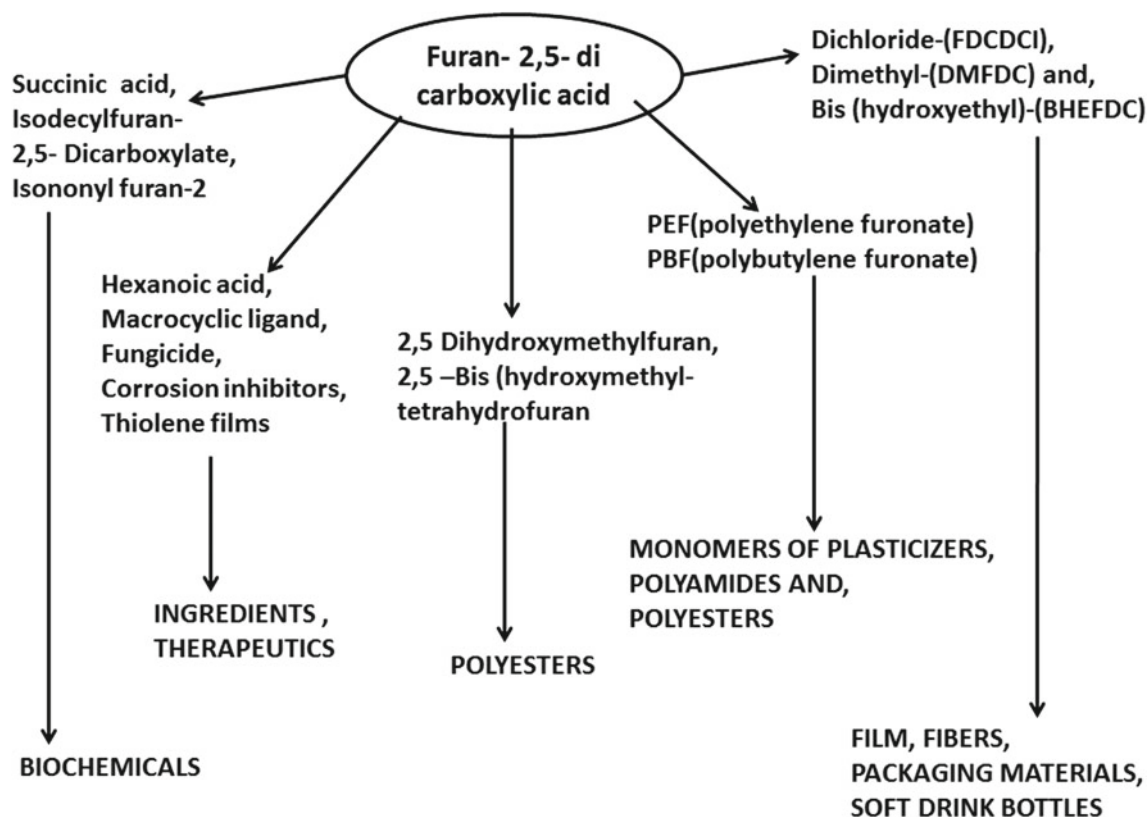 Furan- 2,5- di
carboxylic acid
Succinic acid,
Isodecylfuran-
2,5- Dicarboxylate,
Isononyl furan-2
BIOCHEMICALS
Hexanoic acid,
Macrocyclic ligand,
Fungicide,
Corrosion inhibitors,
Thiolene films
INGREDIENTS ,
THERAPEUTICS
2,5 Dihydroxymethylfuran,
2,5 –Bis (hydroxymethyl-
tetrahydrofuran
POLYESTERS
PEF(polyethylene furonate)
PBF(polybutylene furonate)
MONOMERS OF PLASTICIZERS,
POLYAMIDES AND,
POLYESTERS
Dichloride-(FDCDCI),
Dimethyl-(DMFDC) and,
Bis (hydroxyethyl)-(BHEFDC)
FILM, FIBERS,
PACKAGING MATERIALS,
SOFT DRINK BOTTLES